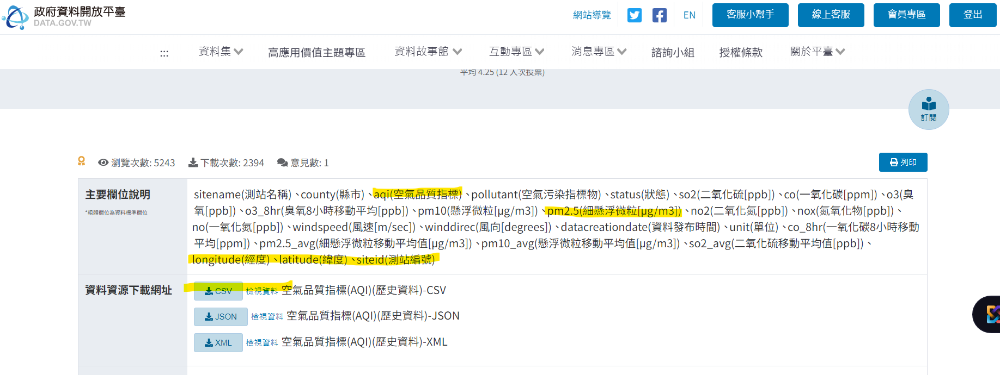 政府資料開放平臺
DATA.GOV.TW
網站導覽
EN
客服小幫手
線上客服
會員專區
登出
:::
資料集
高應用價值主題專區
資料故事館
互動專區
消息專區
諮詢小組
授權條款
關於平臺
平均 4.25 (12 人次投票)
訂閱
瀏覽次數: 5243
下載次數: 2394
意見數: 1
列印
主要欄位說明
*粗體欄位為資料標準欄位
sitename(測站名稱)、county(縣市)、aqi(空氣品質指標)、pollutant(空氣污染指標物)、status(狀態)、so2(二氧化硫[ppb])、co(一氧化碳[ppm])、o3(臭
氧[ppb])、o3_8hr(臭氧8小時移動平均[ppb])、pm10(懸浮微粒[μg/m3])、pm2.5(細懸浮微粒[μg/m3])、no2(二氧化氮[ppb])、nox(氮氧化物[ppb])、
no(一氧化氮[ppb])、windspeed(風速[m/sec])、winddirec(風向[degrees])、datacreationdate(資料發布時間)、unit(單位)、co_8hr(一氧化碳8小時移動
平均[ppm])、pm2.5_avg(細懸浮微粒移動平均值[μg/m3])、pm10_avg(懸浮微粒移動平均值[μg/m3])、so2_avg(二氧化硫移動平均值[ppb])、
longitude(經度)、latitude(緯度)、siteid(測站編號)
資料資源下載網址
CSV 檢視資料 空氣品質指標(AQI)(歷史資料)-CSV
JSON 檢視資料 空氣品質指標(AQI)(歷史資料)-JSON
XML 檢視資料 空氣品質指標(AQI)(歷史資料)-XML